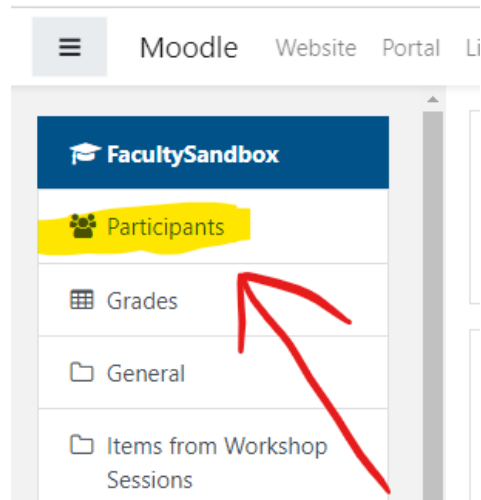 Moodle Website Portal
FacultySandbox
Participants
Grades
General
Items from Workshop
Sessions